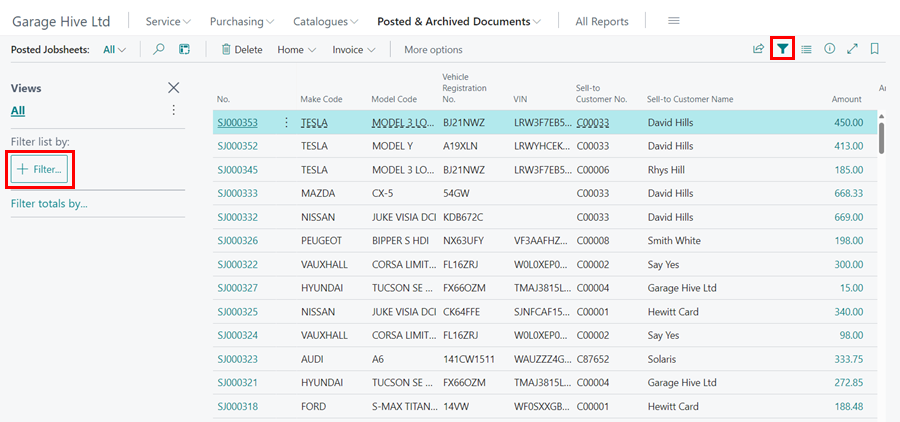 Garage Hive Ltd Service Purchasing Catalogues Posted & Archived Documents All Reports
Posted Jobsheets: All Delete Home Invoice More options
Views
All
Filter list by:
+ Filter...
Filter totals by...
No. Make Code Model Code Vehicle Registration No. VIN Sell-to Customer No. Sell-to Customer Name Amount
SJ000353 TESLA MODEL 3 LO... BJ21NWZ LRW3F7EB5... C00033 David Hills 450.00
SJ000352 TESLA MODEL Y A19XLN LRWYHCEK... C00033 David Hills 413.00
SJ000345 TESLA MODEL 3 LO... BJ21NWZ LRW3F7EB5... C00006 Rhys Hill 185.00
SJ000333 MAZDA CX-5 54GW C00033 David Hills 668.33
SJ000332 NISSAN JUKE VISIA DCI KDB672C C00033 David Hills 669.00
SJ000326 PEUGEOT BIPPER S HDI NX63UFY VF3AAFHZ... C00008 Smith White 198.00
SJ000322 VAUXHALL CORSA LIMIT... FL16ZRJ W0L0XEP0... C00002 Say Yes 300.00
SJ000327 HYUNDAI TUCSON SE ... FX66OZM TMAJ3815L... C00004 Garage Hive Ltd 15.00
SJ000325 NISSAN JUKE VISIA DCI CK64FFE SJNFCAF15... C00001 Hewitt Card 340.00
SJ000324 VAUXHALL CORSA LIMIT... FL16ZRJ W0L0XEP0... C00002 Say Yes 98.00
SJ000323 AUDI A6 141CW1511 WAUZZZ4G... C87652 Solaris 333.75
SJ000321 HYUNDAI TUCSON SE ... FX66OZM TMAJ3815L... C00004 Garage Hive Ltd 272.85
SJ000318 FORD S-MAX TITAN... 14VW WF0SXXGB... C00001 Hewitt Card 188.48